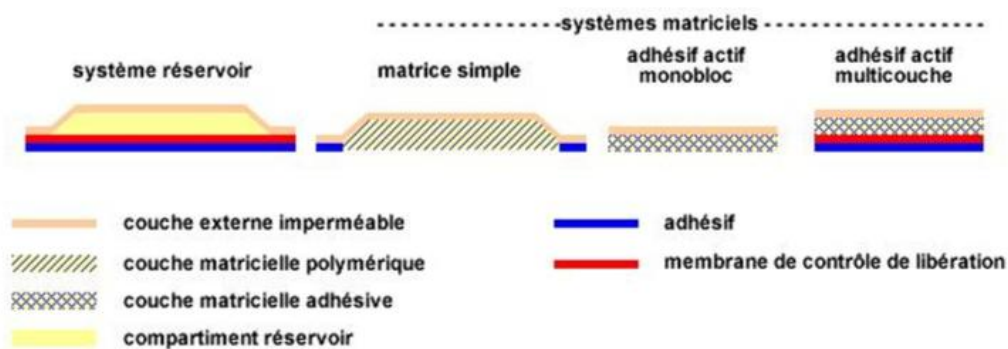 systèmes matriciels
système réservoir
matrice simple
adhésif actif
monobloc
adhésif actif
multicouche
couche externe imperméable
adhésif
couche matricielle polymérique
membrane de contrôle de libération
couche matricielle adhésive
compartiment réservoir